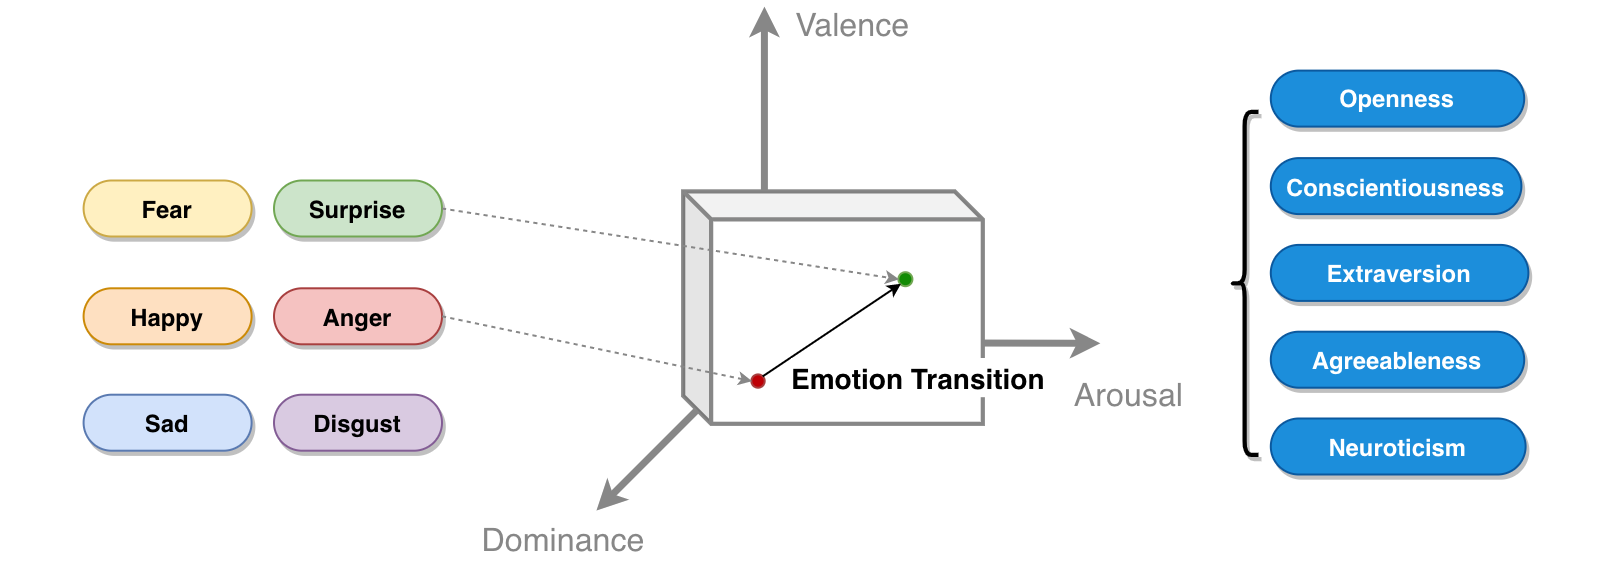 Valence
Fear
Surprise
Happy
Anger
Sad
Disgust
Emotion Transition
Arousal
Dominance
Openness
Conscientiousness
Extraversion
Agreeableness
Neuroticism